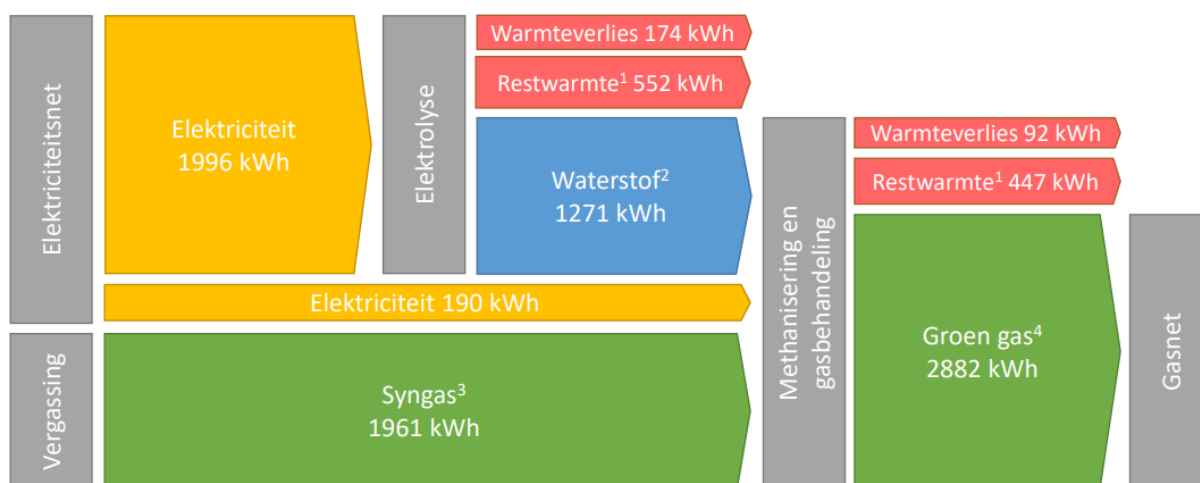 Elektriciteitsnet
Elektriciteit
1996 kWh
Elektrolyse
Warmteverlies 174 kWh
Restwarmte¹ 552 kWh
Waterstof²
1271 kWh
Elektriciteit 190 kWh
Vergassing
Syngas³
1961 kWh
Methanisering en
gasbehandeling
Warmteverlies 92 kWh
Restwarmte¹ 447 kWh
Groen gas⁴
2882 kWh
Gasnet